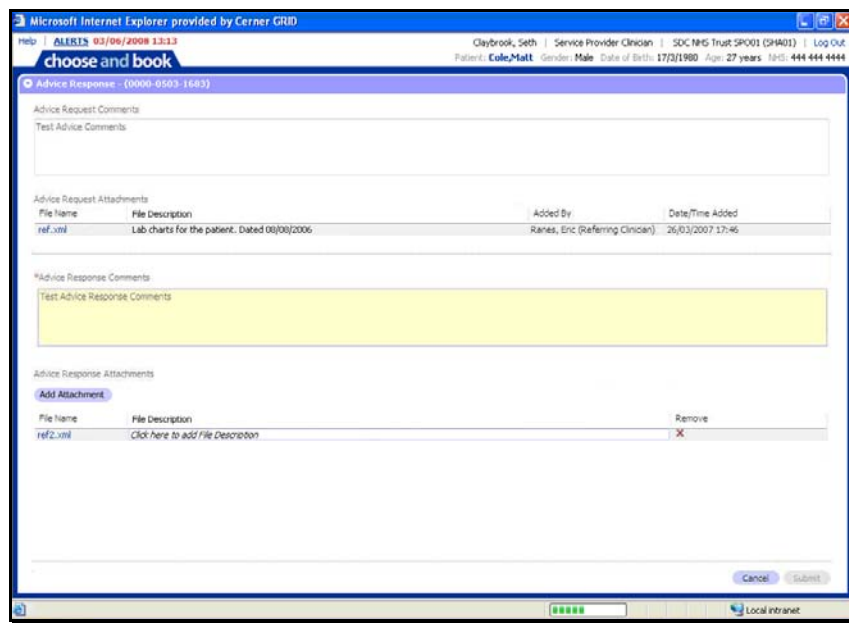 Microsoft Internet Explorer provided by Cerner GRID
Help | ALERTS 03/06/2008 13:13 Claybrook, Seth | Service Provider Clinician | SDC NHS Trust SPO01 (SHA01) | Log Out
choose and book Patient: Cole,Matt Gender: Male Date of Birth: 17/3/1980 Age: 27 years NHS: 444 444 4444
Advice Response - (0000-0503-1683)
Advice Request Comments
Test Advice Comments
Advice Request Attachments
File Name File Description Added By Date/Time Added
ref.xml Lab charts for the patient. Dated 08/08/2006 Ranes, Eric (Referring Clinician) 26/03/2007 17:46
*Advice Response Comments
Test Advice Response Comments
Advice Response Attachments
Add Attachment
File Name File Description Remove
ref2.xml Click here to add File Description X
Cancel Submit
Local intranet